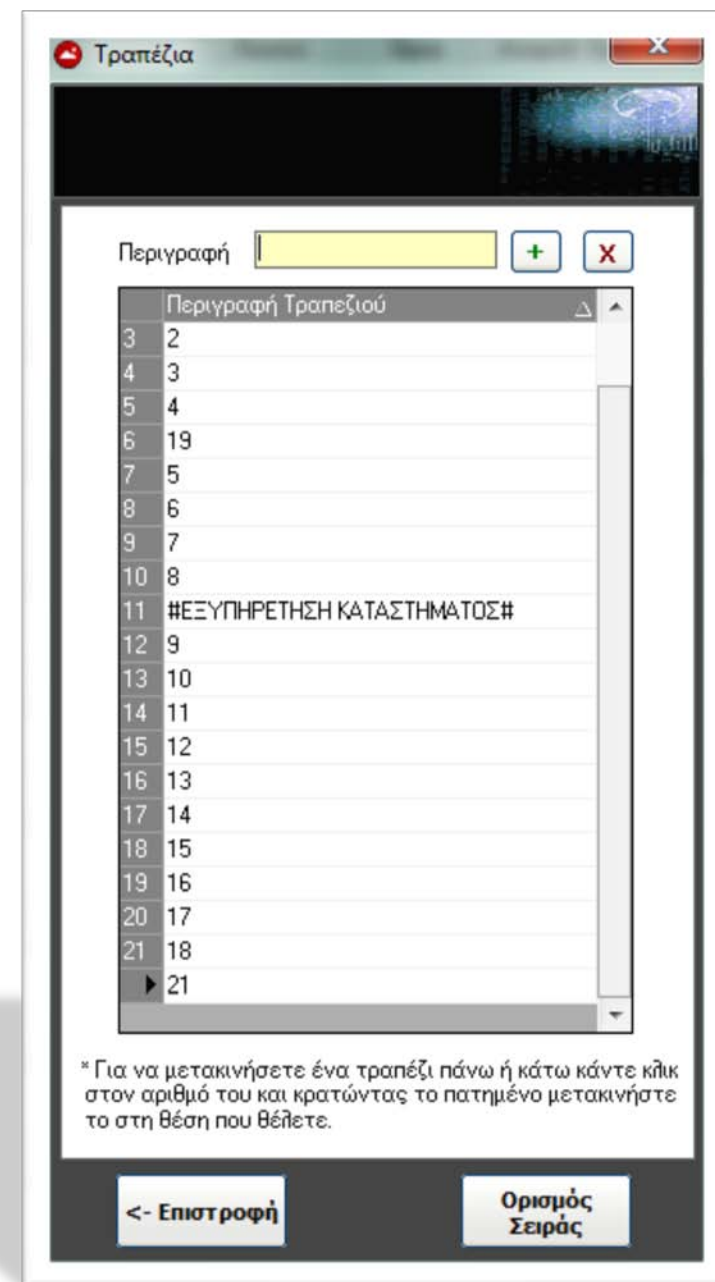 Τραπέζια
X
Περιγραφή + X
Περιγραφή Τραπεζιού
3 2
4 3
5 4
6 19
7 5
8 6
9 7
10 8
11 #ΕΞΥΠΗΡΕΤΗΣΗ ΚΑΤΑΣΤΗΜΑΤΟΣ#
12 9
13 10
14 11
15 12
16 13
17 14
18 15
19 16
20 17
21 18
21
* Για να μετακινήσετε ένα τραπέζι πάνω ή κάτω κάντε κλικ
στον αριθμό του και κρατώντας το πατημένο μετακινήστε
το στη θέση που θέλετε.
<- Επιστροφή
Ορισμός
Σειράς